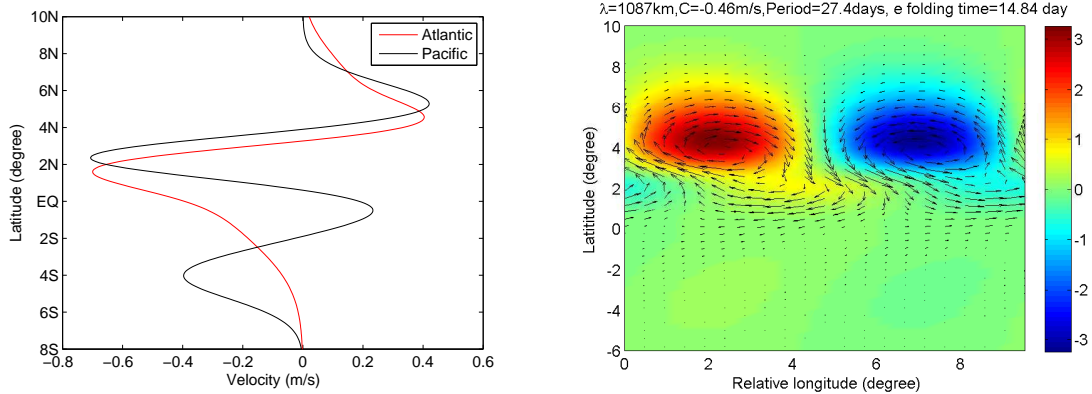 10N
8N
6N
4N
2N
EQ
2S
4S
6S
8S
Latitude (degree)
−0.8
−0.6
−0.4
−0.2
0
0.2
0.4
0.6
Velocity (m/s)
Atlantic
Pacific
λ=1087km,C=-0.46m/s,Period=27.4days, e folding time=14.84 day
10
8
6
4
2
0
-2
-4
-6
Latititude (degree)
0
2
4
6
8
Relative longitude (degree)
3
2
1
0
-1
-2
-3